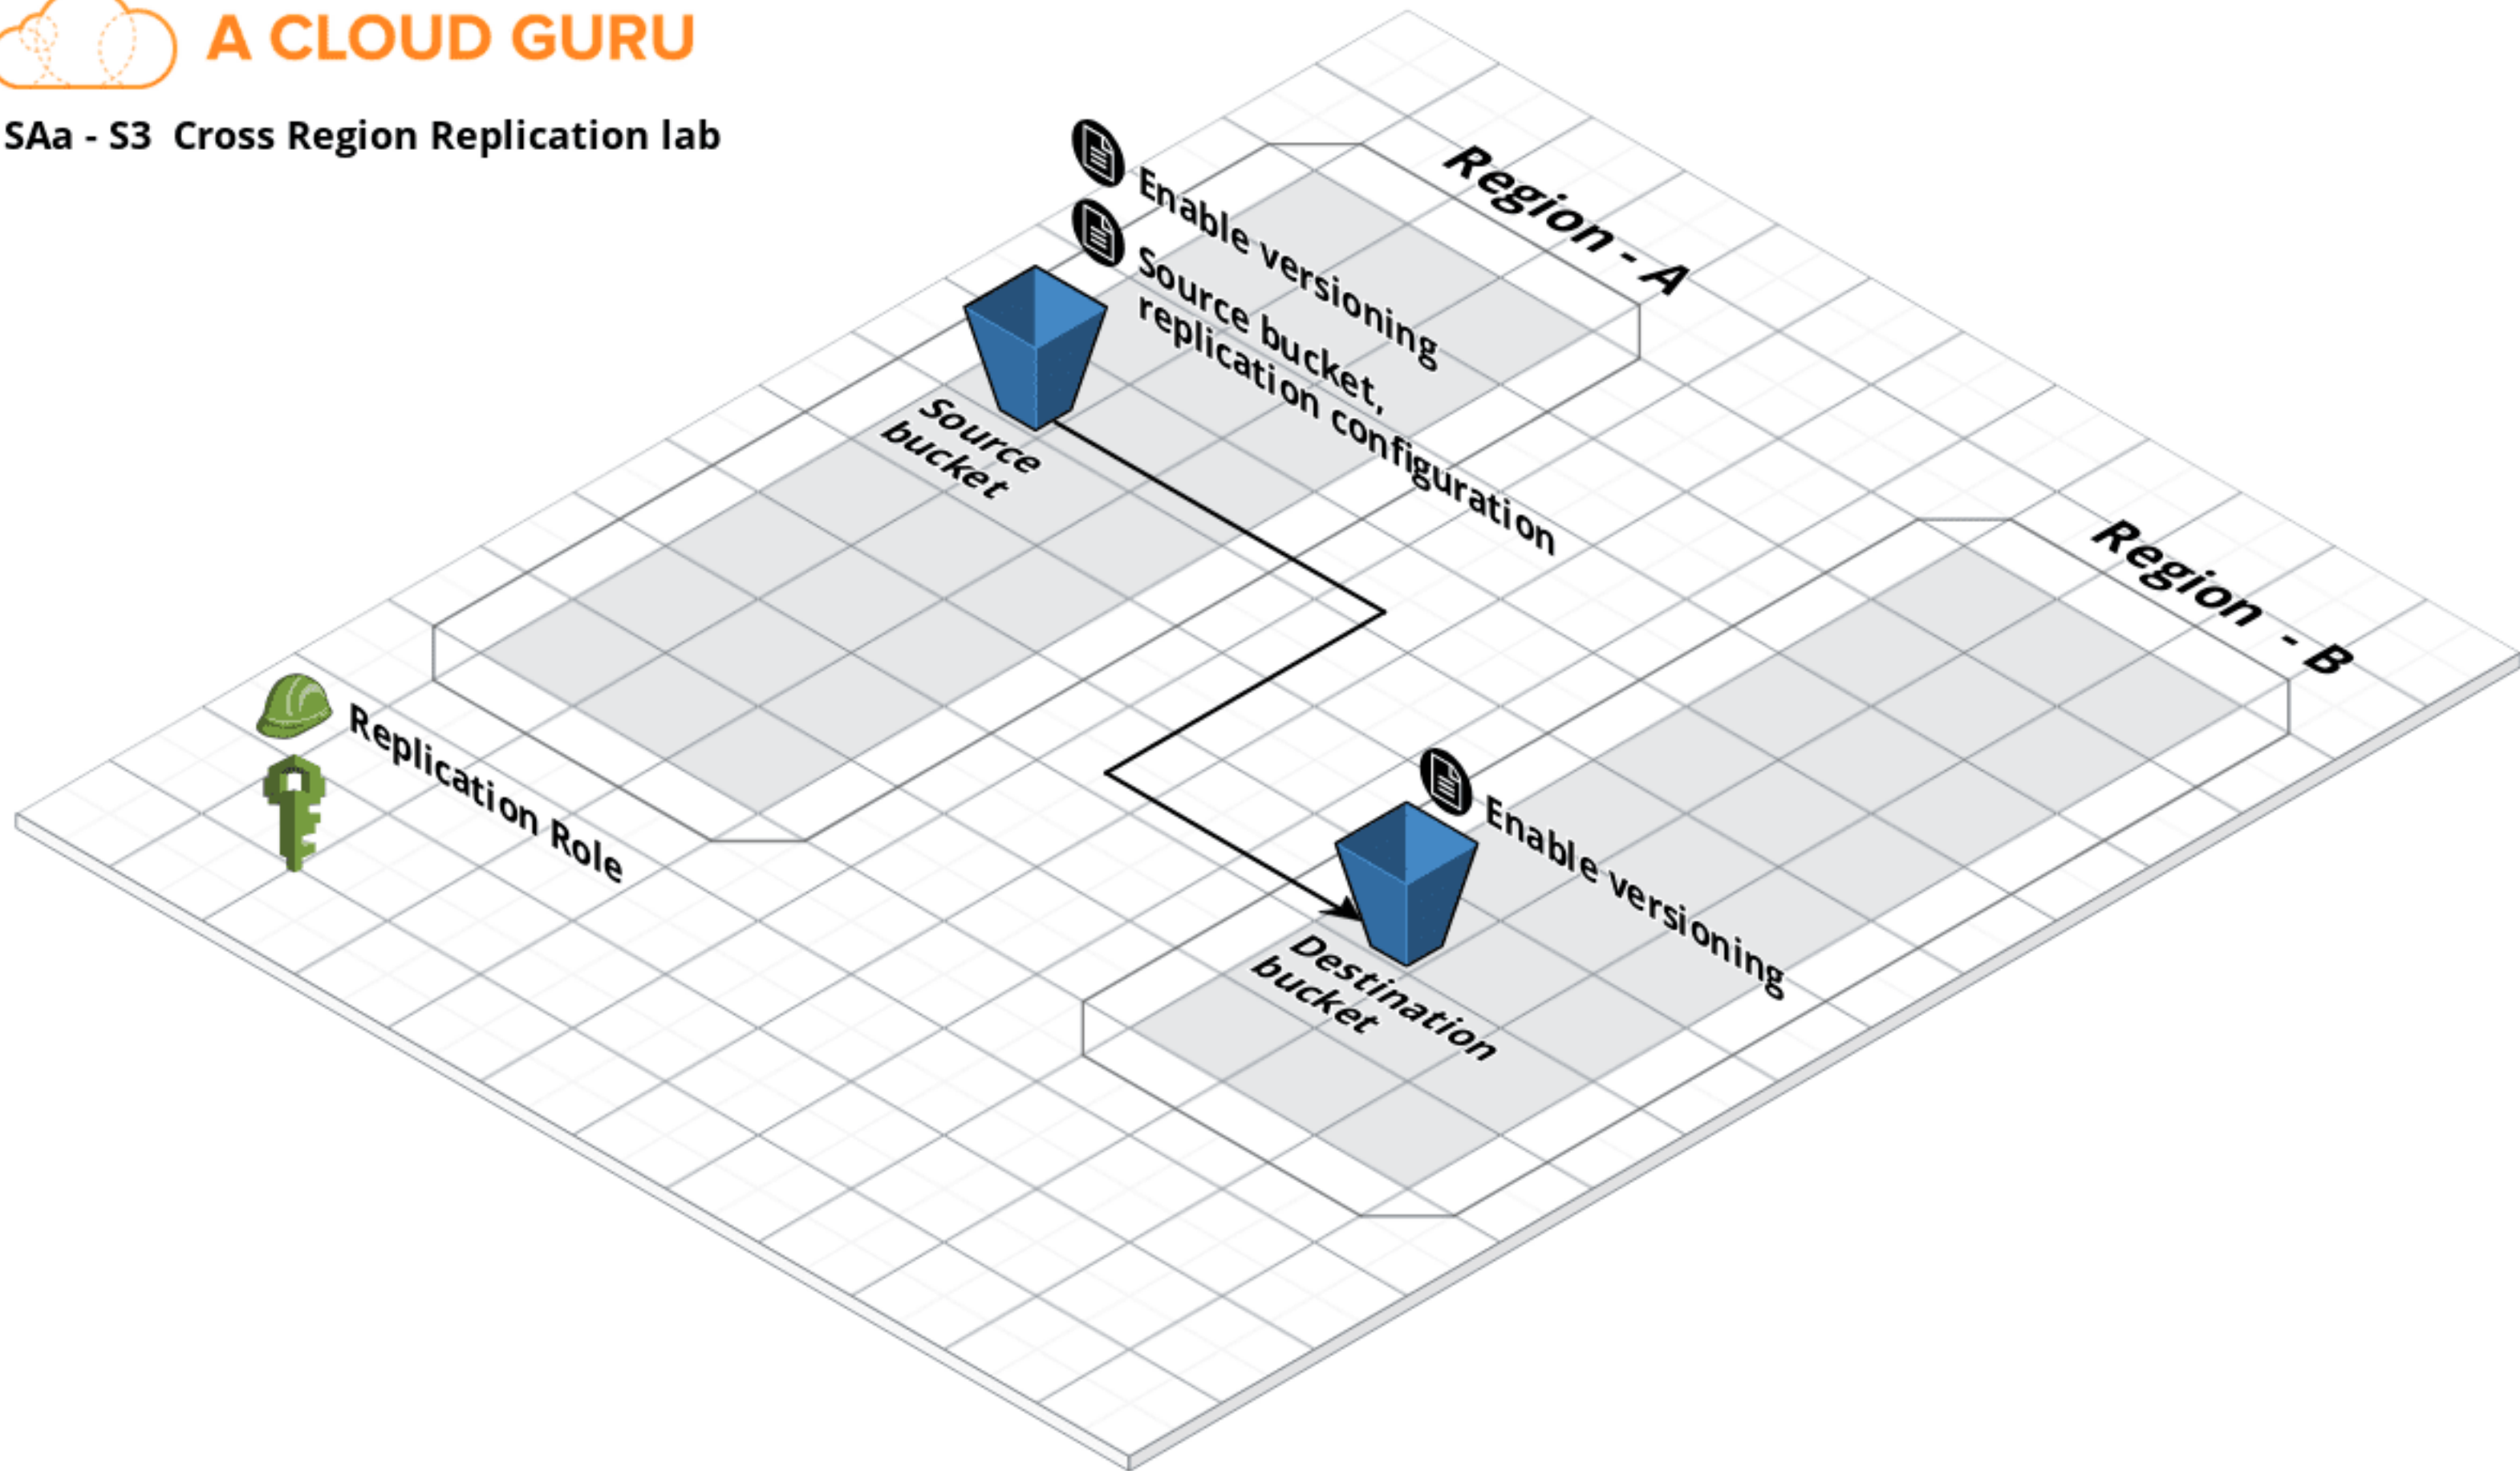 A CLOUD GURU
SAa - S3 Cross Region Replication lab
Region - A
Enable versioning
Source bucket,
replication configuration
Source
bucket
Region - B
Replication Role
Enable versioning
Destination
bucket